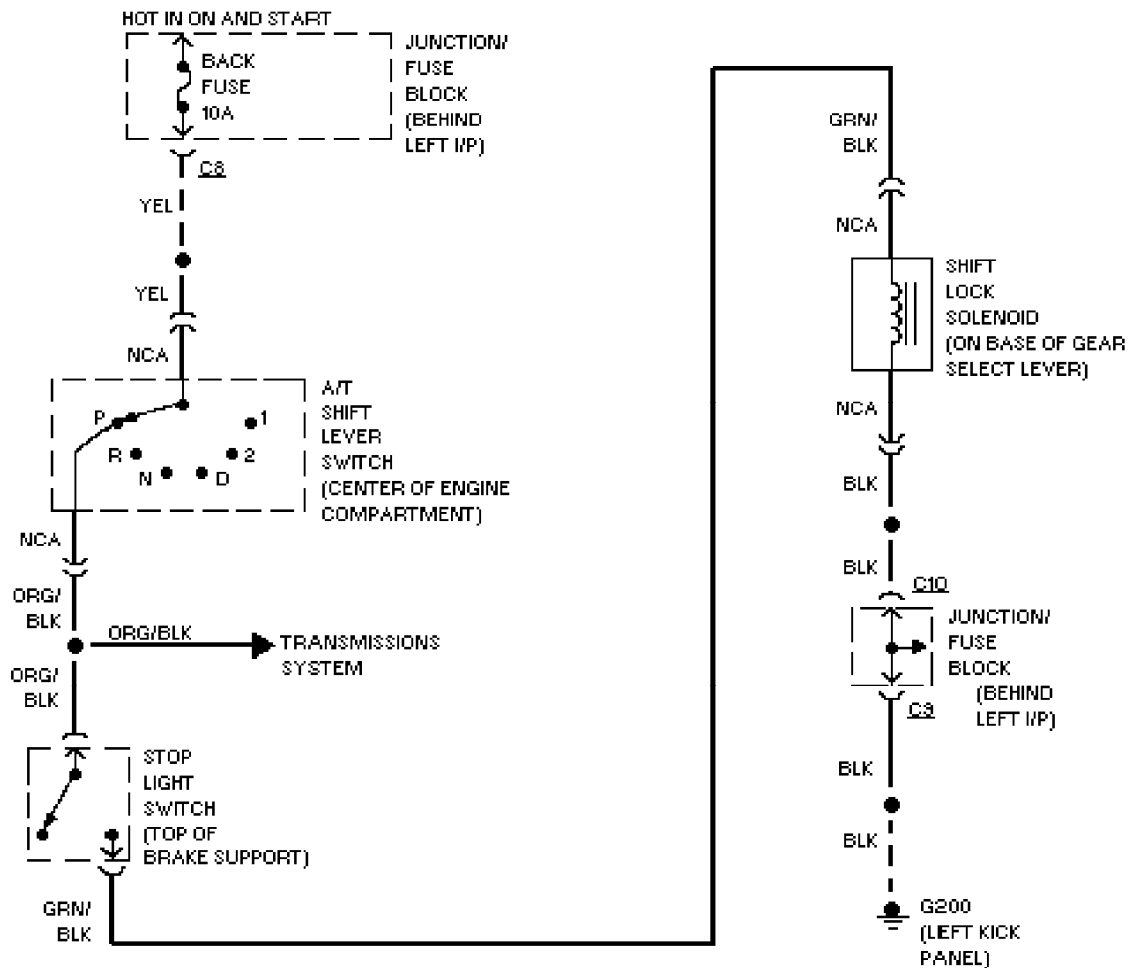 HOT IN ON AND START
BACK
FUSE
10A
JUNCTION/
FUSE
BLOCK
(BEHIND
LEFT I/P)
C8
YEL
YEL
NCA
A/T
SHIFT
LEVER
SWITCH
(CENTER OF ENGINE
COMPARTMENT)
P
R
N
D
2
1
NCA
ORG/
BLK
ORG/BLK
TRANSMISSIONS
SYSTEM
ORG/
BLK
STOP
LIGHT
SWITCH
(TOP OF
BRAKE SUPPORT)
GRN/
BLK
GRN/
BLK
NCA
SHIFT
LOCK
SOLENOID
(ON BASE OF GEAR
SELECT LEVER)
NCA
BLK
BLK
C10
JUNCTION/
FUSE
BLOCK
(BEHIND
LEFT I/P)
C9
BLK
BLK
G200
(LEFT KICK
PANEL)